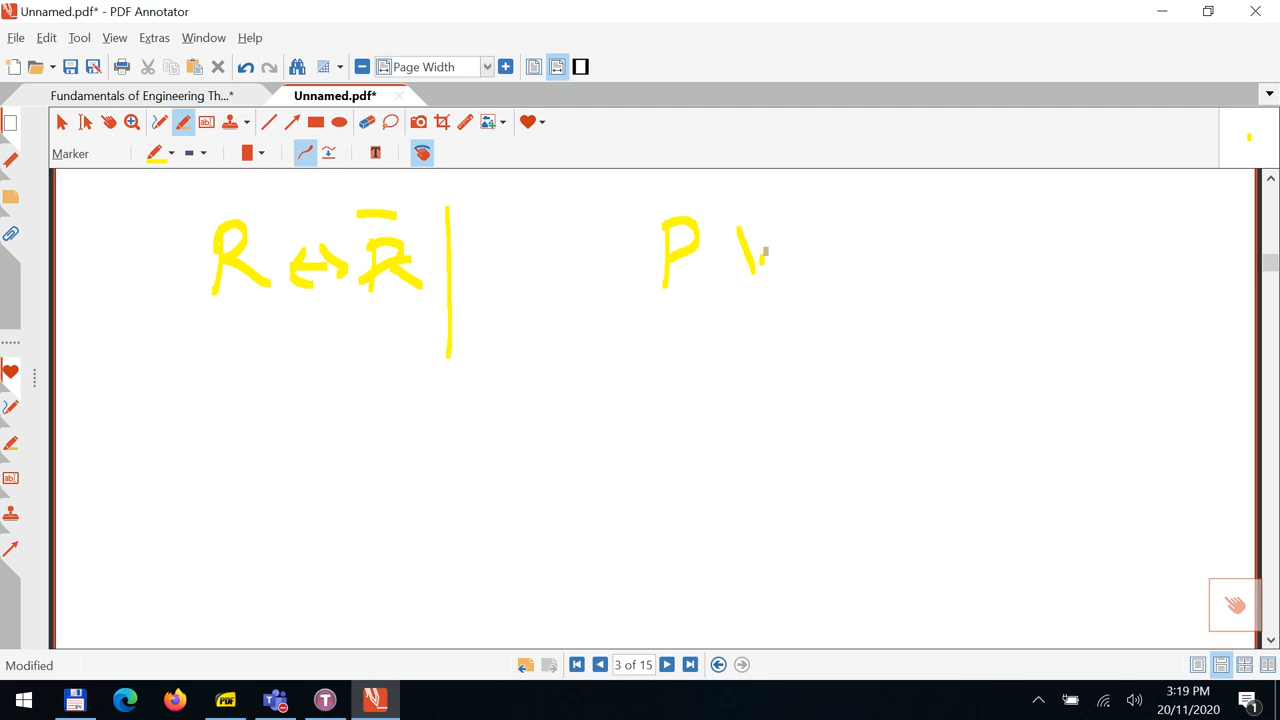 Unnamed.pdf* - PDF Annotator
File Edit Tool View Extras Window Help
Page Width
Fundamentals of Engineering Th...* Unnamed.pdf*
Marker
R ↔ R̅ | P
3 of 15
Modified
3:19 PM
20/11/2020